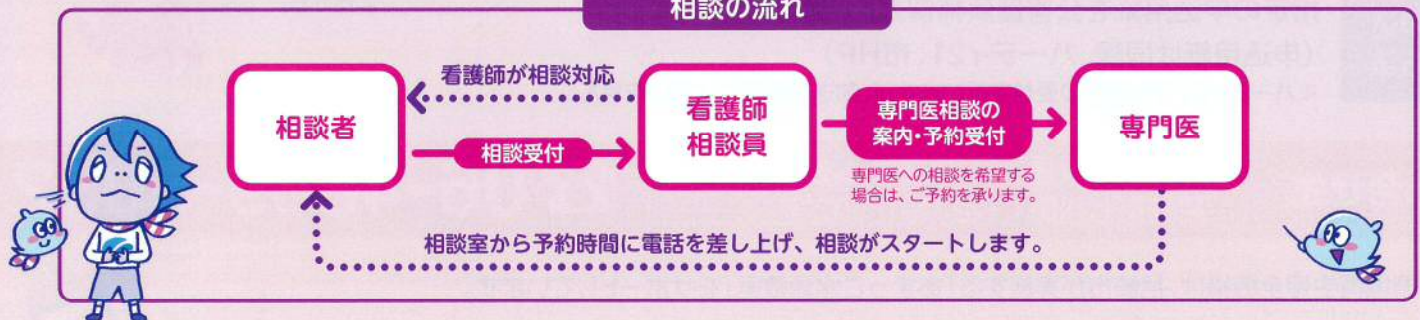 相談の流れ
看護師が相談対応
相談者
相談受付
看護師
相談員
専門医相談の
案内・予約受付
専門医への相談を希望する
場合は、ご予約を承ります。
専門医
相談室から予約時間に電話を差し上げ、相談がスタートします。